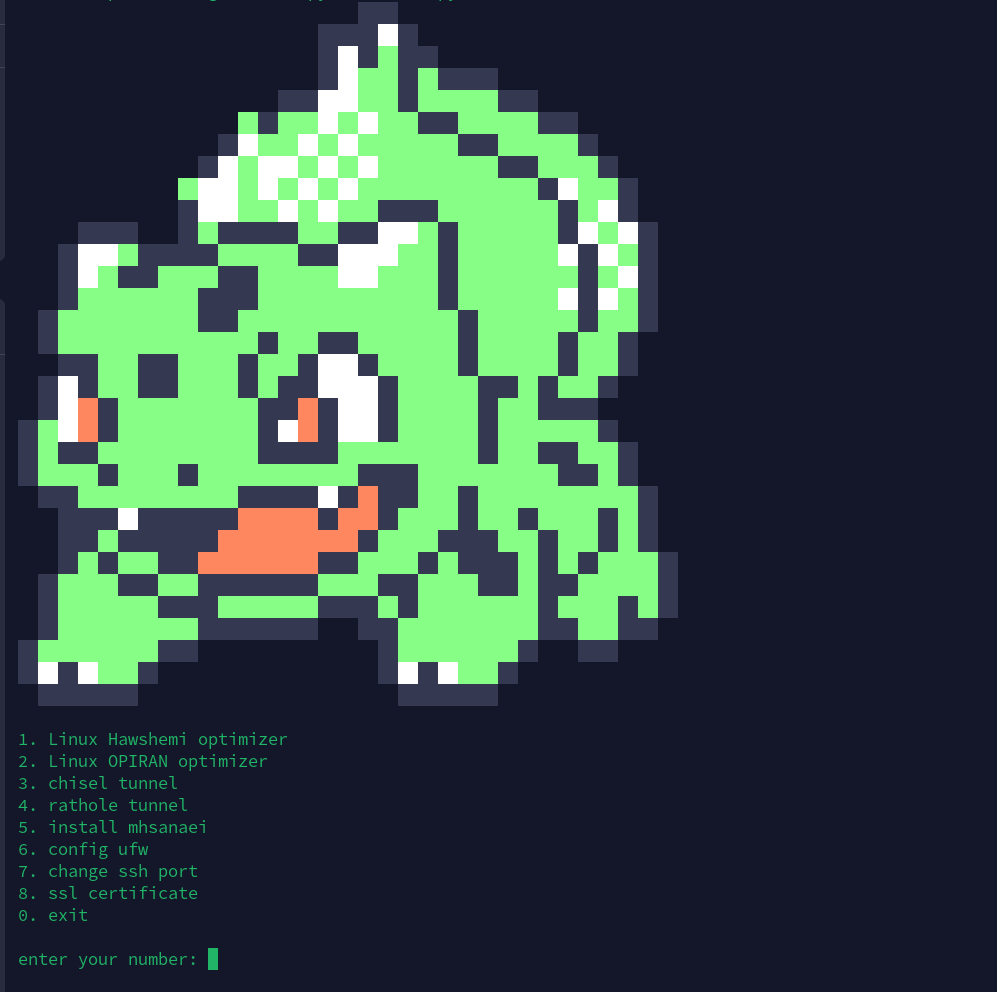 1. Linux Hawshemi optimizer
2. Linux OPIRAN optimizer
3. chisel tunnel
4. rathole tunnel
5. install mhsanaei
6. config ufw
7. change ssh port
8. ssl certificate
0. exit
enter your number: